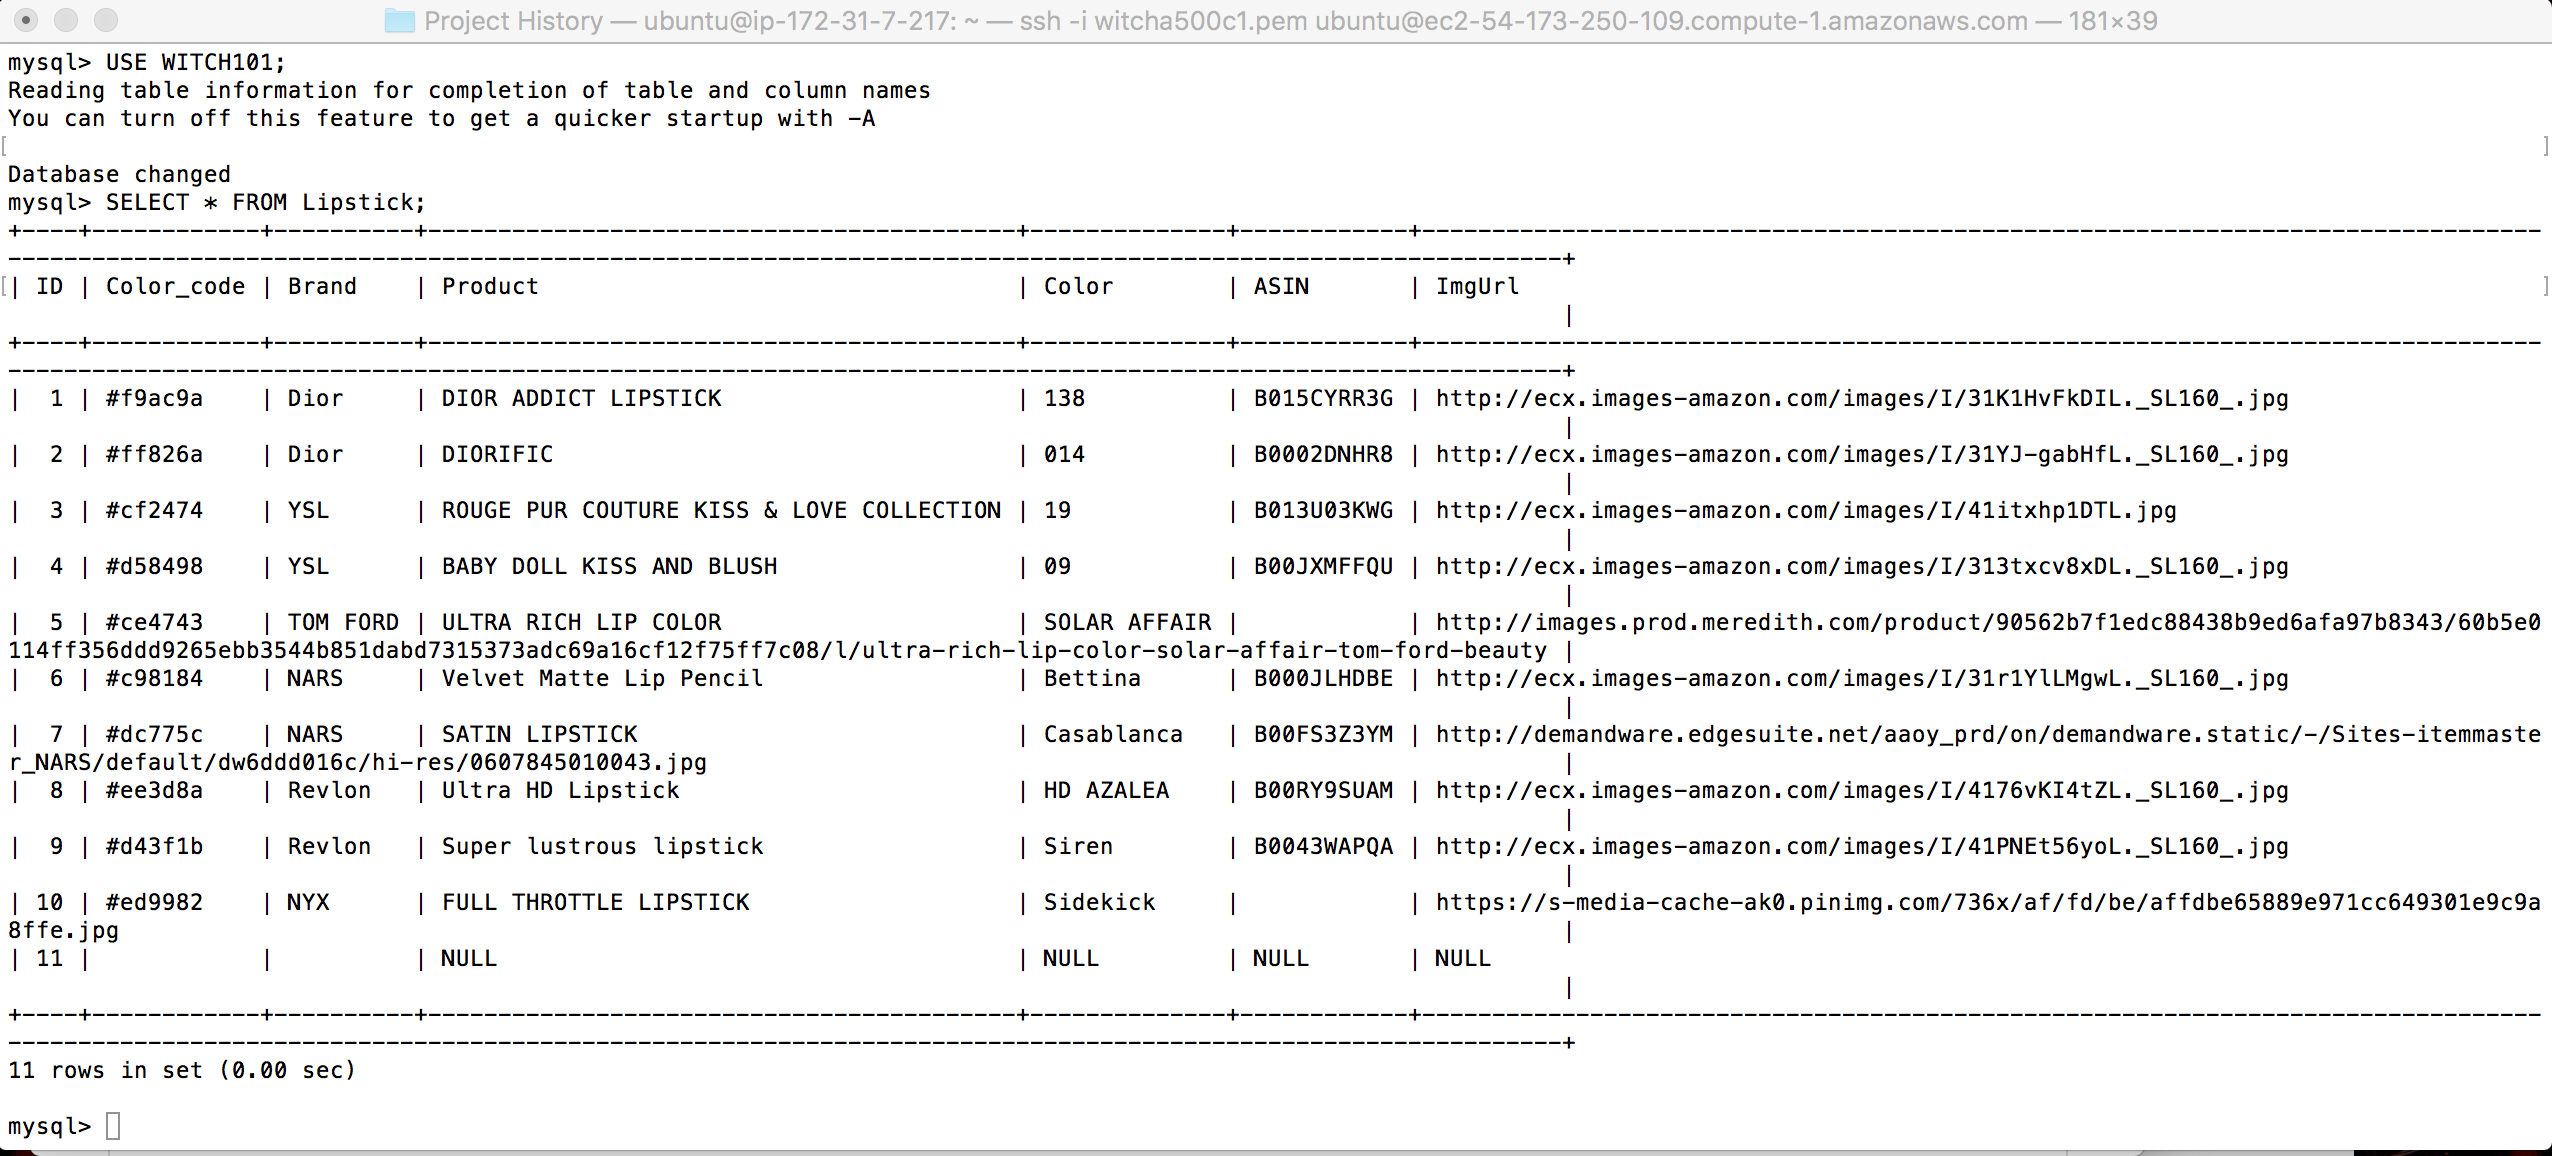 Project History — ubuntu@ip-172-31-7-217: ~ — ssh -i witcha500c1.pem ubuntu@ec2-54-173-250-109.compute-1.amazonaws.com — 181×39
mysql> USE WITCH101;
Reading table information for completion of table and column names
You can turn off this feature to get a quicker startup with -A
[ ]
Database changed
mysql> SELECT * FROM Lipstick;
+----+------------+----------+------------------------------------------+--------------+------------+--------------------------------------------------------------------------------
---------------------------------------------------------------------------------------------------------------+
[| ID | Color_code | Brand    | Product                                  | Color        | ASIN       | ImgUrl ]
|
+----+------------+----------+------------------------------------------+--------------+------------+--------------------------------------------------------------------------------
---------------------------------------------------------------------------------------------------------------+
|  1 | #f9ac9a    | Dior     | DIOR ADDICT LIPSTICK                     | 138          | B015CYRR3G | http://ecx.images-amazon.com/images/I/31K1HvFkDIL._SL160_.jpg
|
|  2 | #ff826a    | Dior     | DIORIFIC                                 | 014          | B0002DNHR8 | http://ecx.images-amazon.com/images/I/31YJ-gabHfL._SL160_.jpg
|
|  3 | #cf2474    | YSL      | ROUGE PUR COUTURE KISS & LOVE COLLECTION | 19           | B013U03KWG | http://ecx.images-amazon.com/images/I/41itxhp1DTL.jpg
|
|  4 | #d58498    | YSL      | BABY DOLL KISS AND BLUSH                 | 09           | B00JXMFFQU | http://ecx.images-amazon.com/images/I/313txcv8xDL._SL160_.jpg
|
|  5 | #ce4743    | TOM FORD | ULTRA RICH LIP COLOR                     | SOLAR AFFAIR |            | http://images.prod.meredith.com/product/90562b7f1edc88438b9ed6afa97b8343/60b5e0
114ff356ddd9265ebb3544b851dabd7315373adc69a16cf12f75ff7c08/l/ultra-rich-lip-color-solar-affair-tom-ford-beauty |
|  6 | #c98184    | NARS     | Velvet Matte Lip Pencil                  | Bettina      | B000JLHDBE | http://ecx.images-amazon.com/images/I/31r1YlLMgwL._SL160_.jpg
|
|  7 | #dc775c    | NARS     | SATIN LIPSTICK                           | Casablanca   | B00FS3Z3YM | http://demandware.edgesuite.net/aaoy_prd/on/demandware.static/-/Sites-itemmaste
r_NARS/default/dw6ddd016c/hi-res/0607845010043.jpg |
|  8 | #ee3d8a    | Revlon   | Ultra HD Lipstick                        | HD AZALEA    | B00RY9SUAM | http://ecx.images-amazon.com/images/I/4176vKI4tZL._SL160_.jpg
|
|  9 | #d43f1b    | Revlon   | Super lustrous lipstick                  | Siren        | B0043WAPQA | http://ecx.images-amazon.com/images/I/41PNEt56yoL._SL160_.jpg
|
| 10 | #ed9982    | NYX      | FULL THROTTLE LIPSTICK                   | Sidekick     |            | https://s-media-cache-ak0.pinimg.com/736x/af/fd/be/affdbe65889e971cc649301e9c9a
8ffe.jpg |
| 11 |            |          | NULL                                     | NULL         | NULL       | NULL
|
+----+------------+----------+------------------------------------------+--------------+------------+--------------------------------------------------------------------------------
---------------------------------------------------------------------------------------------------------------+
11 rows in set (0.00 sec)
mysql>